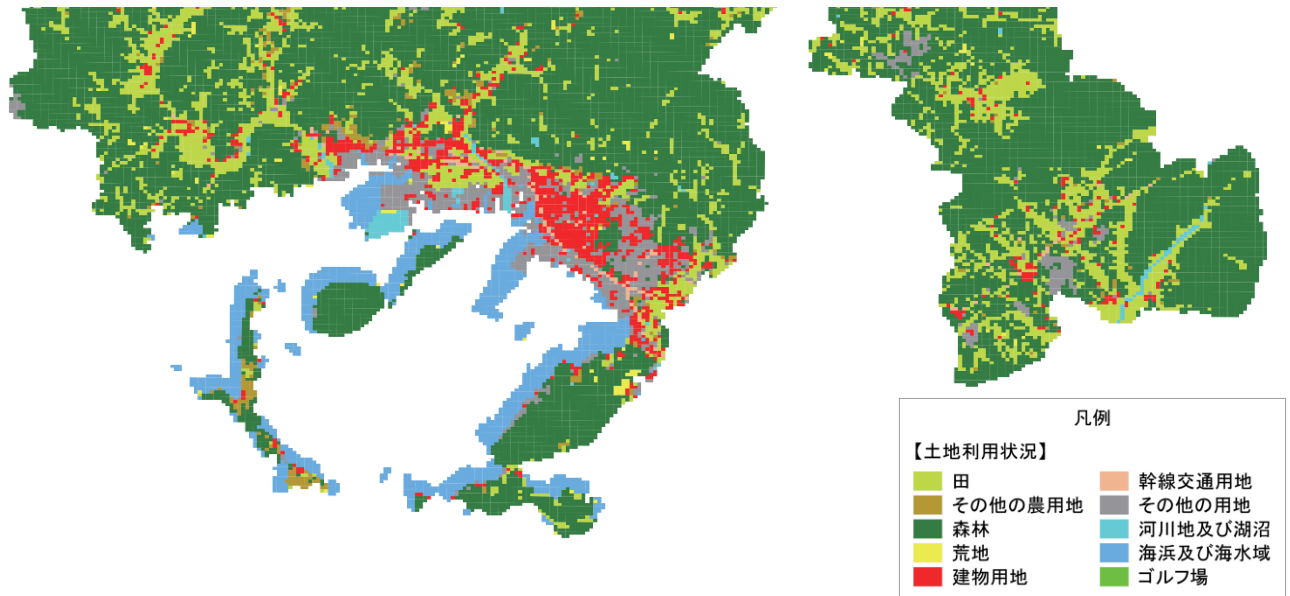 凡例
【土地利用状況】
田
その他の農用地
森林
荒地
建物用地
幹線交通用地
その他の用地
河川地及び湖沼
海浜及び海水域
ゴルフ場